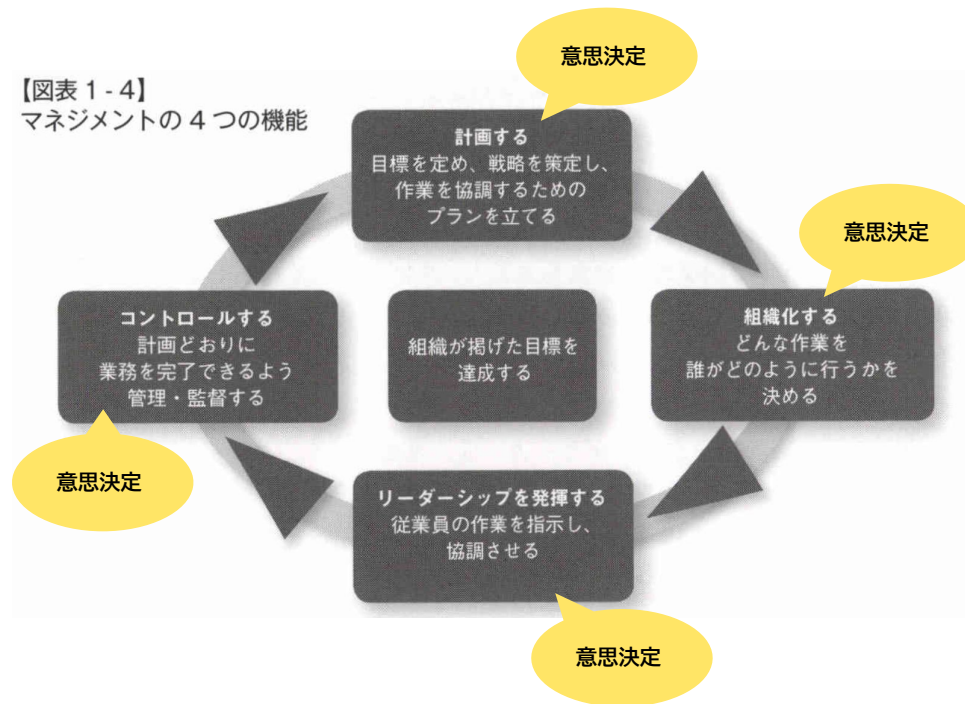 意思決定
【図表 1 - 4】
マネジメントの 4 つの機能
計画する
目標を定め、戦略を策定し、
作業を協調するための
プランを立てる
意思決定
コントロールする
計画どおりに
業務を完了できるよう
管理・監督する
組織が掲げた目標を
達成する
組織化する
どんな作業を
誰がどのように行うかを
決める
意思決定
リーダーシップを発揮する
従業員の作業を指示し、
協調させる
意思決定